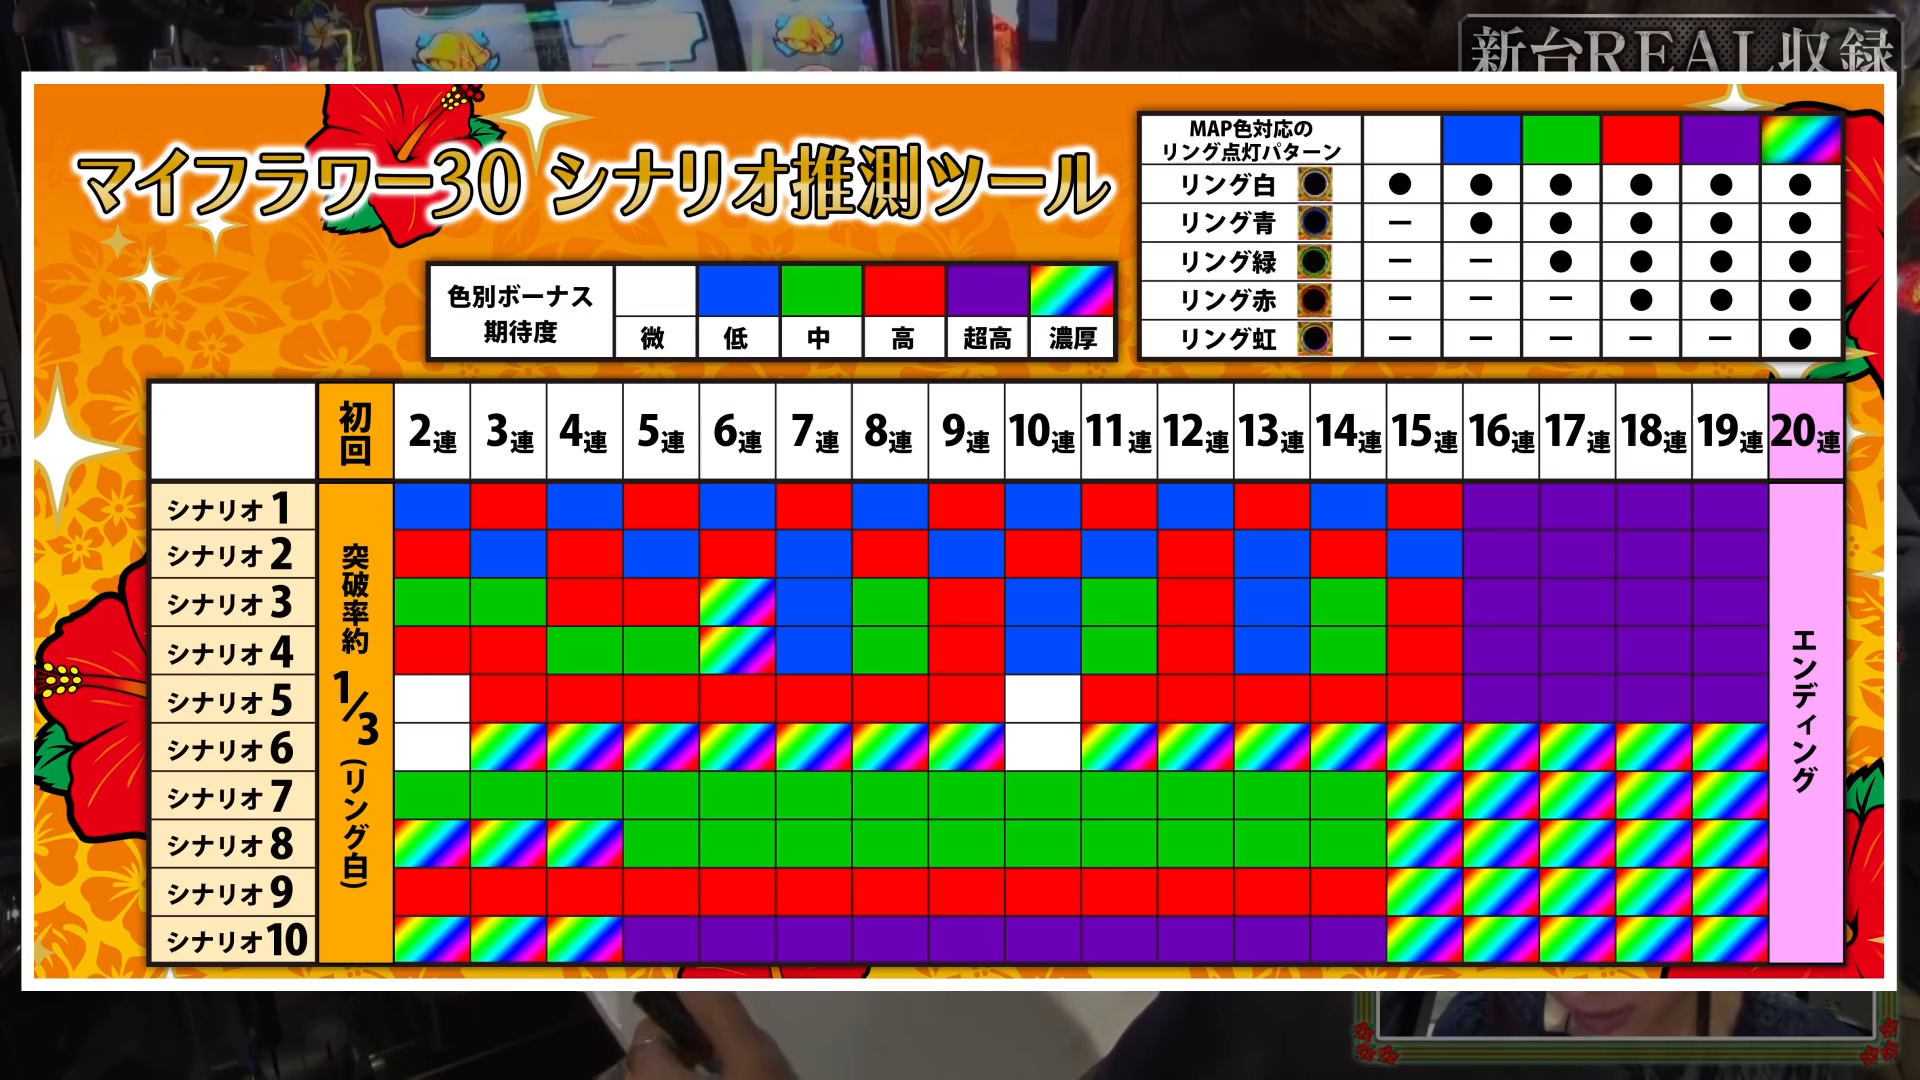 新台REAL収録
マイフラワー30 シナリオ推測ツール
MAP色対応の
リング点灯パターン
リング白 ● ● ● ● ● ●
リング青 － ● ● ● ● ●
リング緑 － － ● ● ● ●
リング赤 － － － ● ● ●
リング虹 － － － － － ●
色別ボーナス
期待度
微 低 中 高 超高 濃厚
初回 2連 3連 4連 5連 6連 7連 8連 9連 10連 11連 12連 13連 14連 15連 16連 17連 18連 19連 20連
シナリオ1
シナリオ2
シナリオ3
シナリオ4
シナリオ5
シナリオ6
シナリオ7
シナリオ8
シナリオ9
シナリオ10
突破率約1/3(リング白)
エンディング